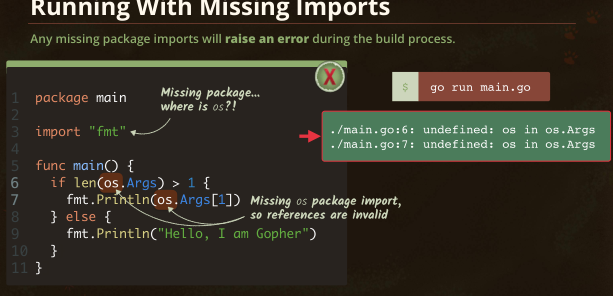 Running With Missing Imports
Any missing package imports will raise an error during the build process.
X
$ go run main.go
Missing package...
where is os?!
1 package main
2
3 import "fmt"
4
5 func main() {
6 if len(os.Args) > 1 {
7 fmt.Println(os.Args[1])
8 } else {
9 fmt.Println("Hello, I am Gopher")
10 }
11 }
./main.go:6: undefined: os in os.Args
./main.go:7: undefined: os in os.Args
Missing os package import,
so references are invalid